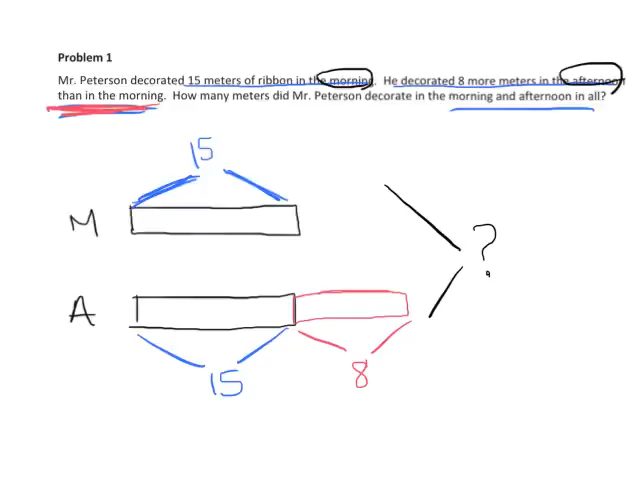 Problem 1
Mr. Peterson decorated 15 meters of ribbon in the morning. He decorated 8 more meters in the afternoon
than in the morning. How many meters did Mr. Peterson decorate in the morning and afternoon in all?
15
M
?
A
15
8